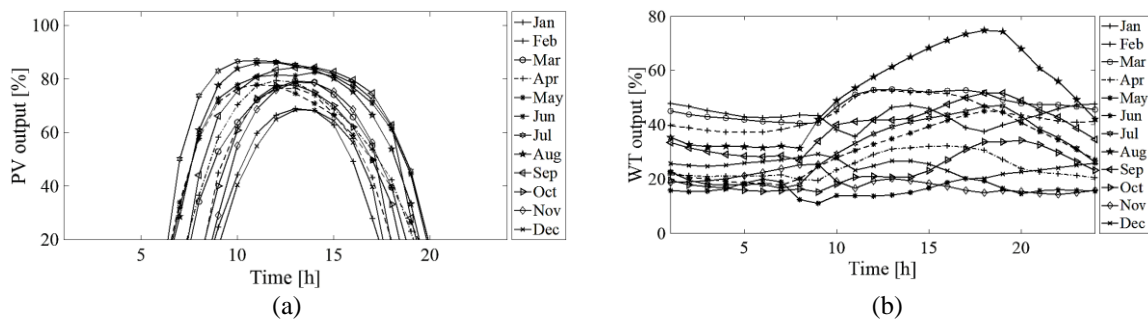 (a)
PV output [%]
100
80
60
40
20
5
10
15
20
Time [h]
Jan
Feb
Mar
Apr
May
Jun
Jul
Aug
Sep
Oct
Nov
Dec
(b)
WT output [%]
80
60
40
20
0
5
10
15
20
Time [h]
Jan
Feb
Mar
Apr
May
Jun
Jul
Aug
Sep
Oct
Nov
Dec